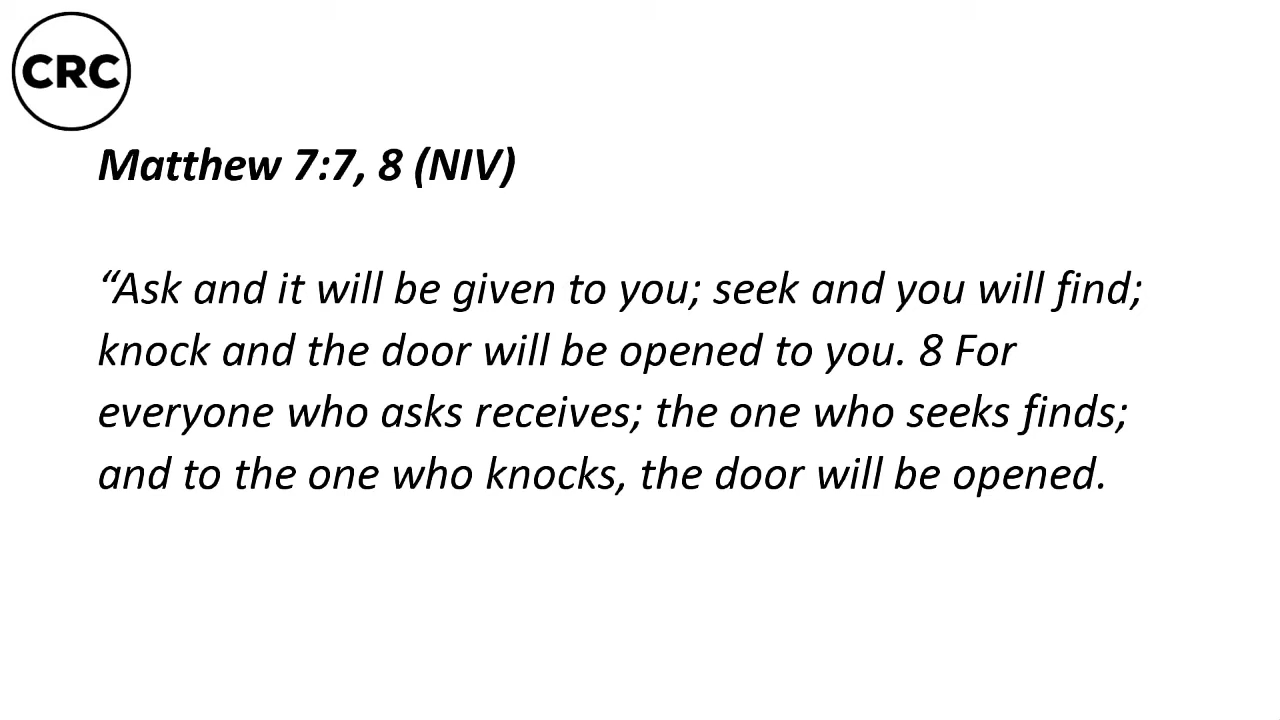 CRC
Matthew 7:7, 8 (NIV)
“Ask and it will be given to you; seek and you will find;
knock and the door will be opened to you. 8 For
everyone who asks receives; the one who seeks finds;
and to the one who knocks, the door will be opened.